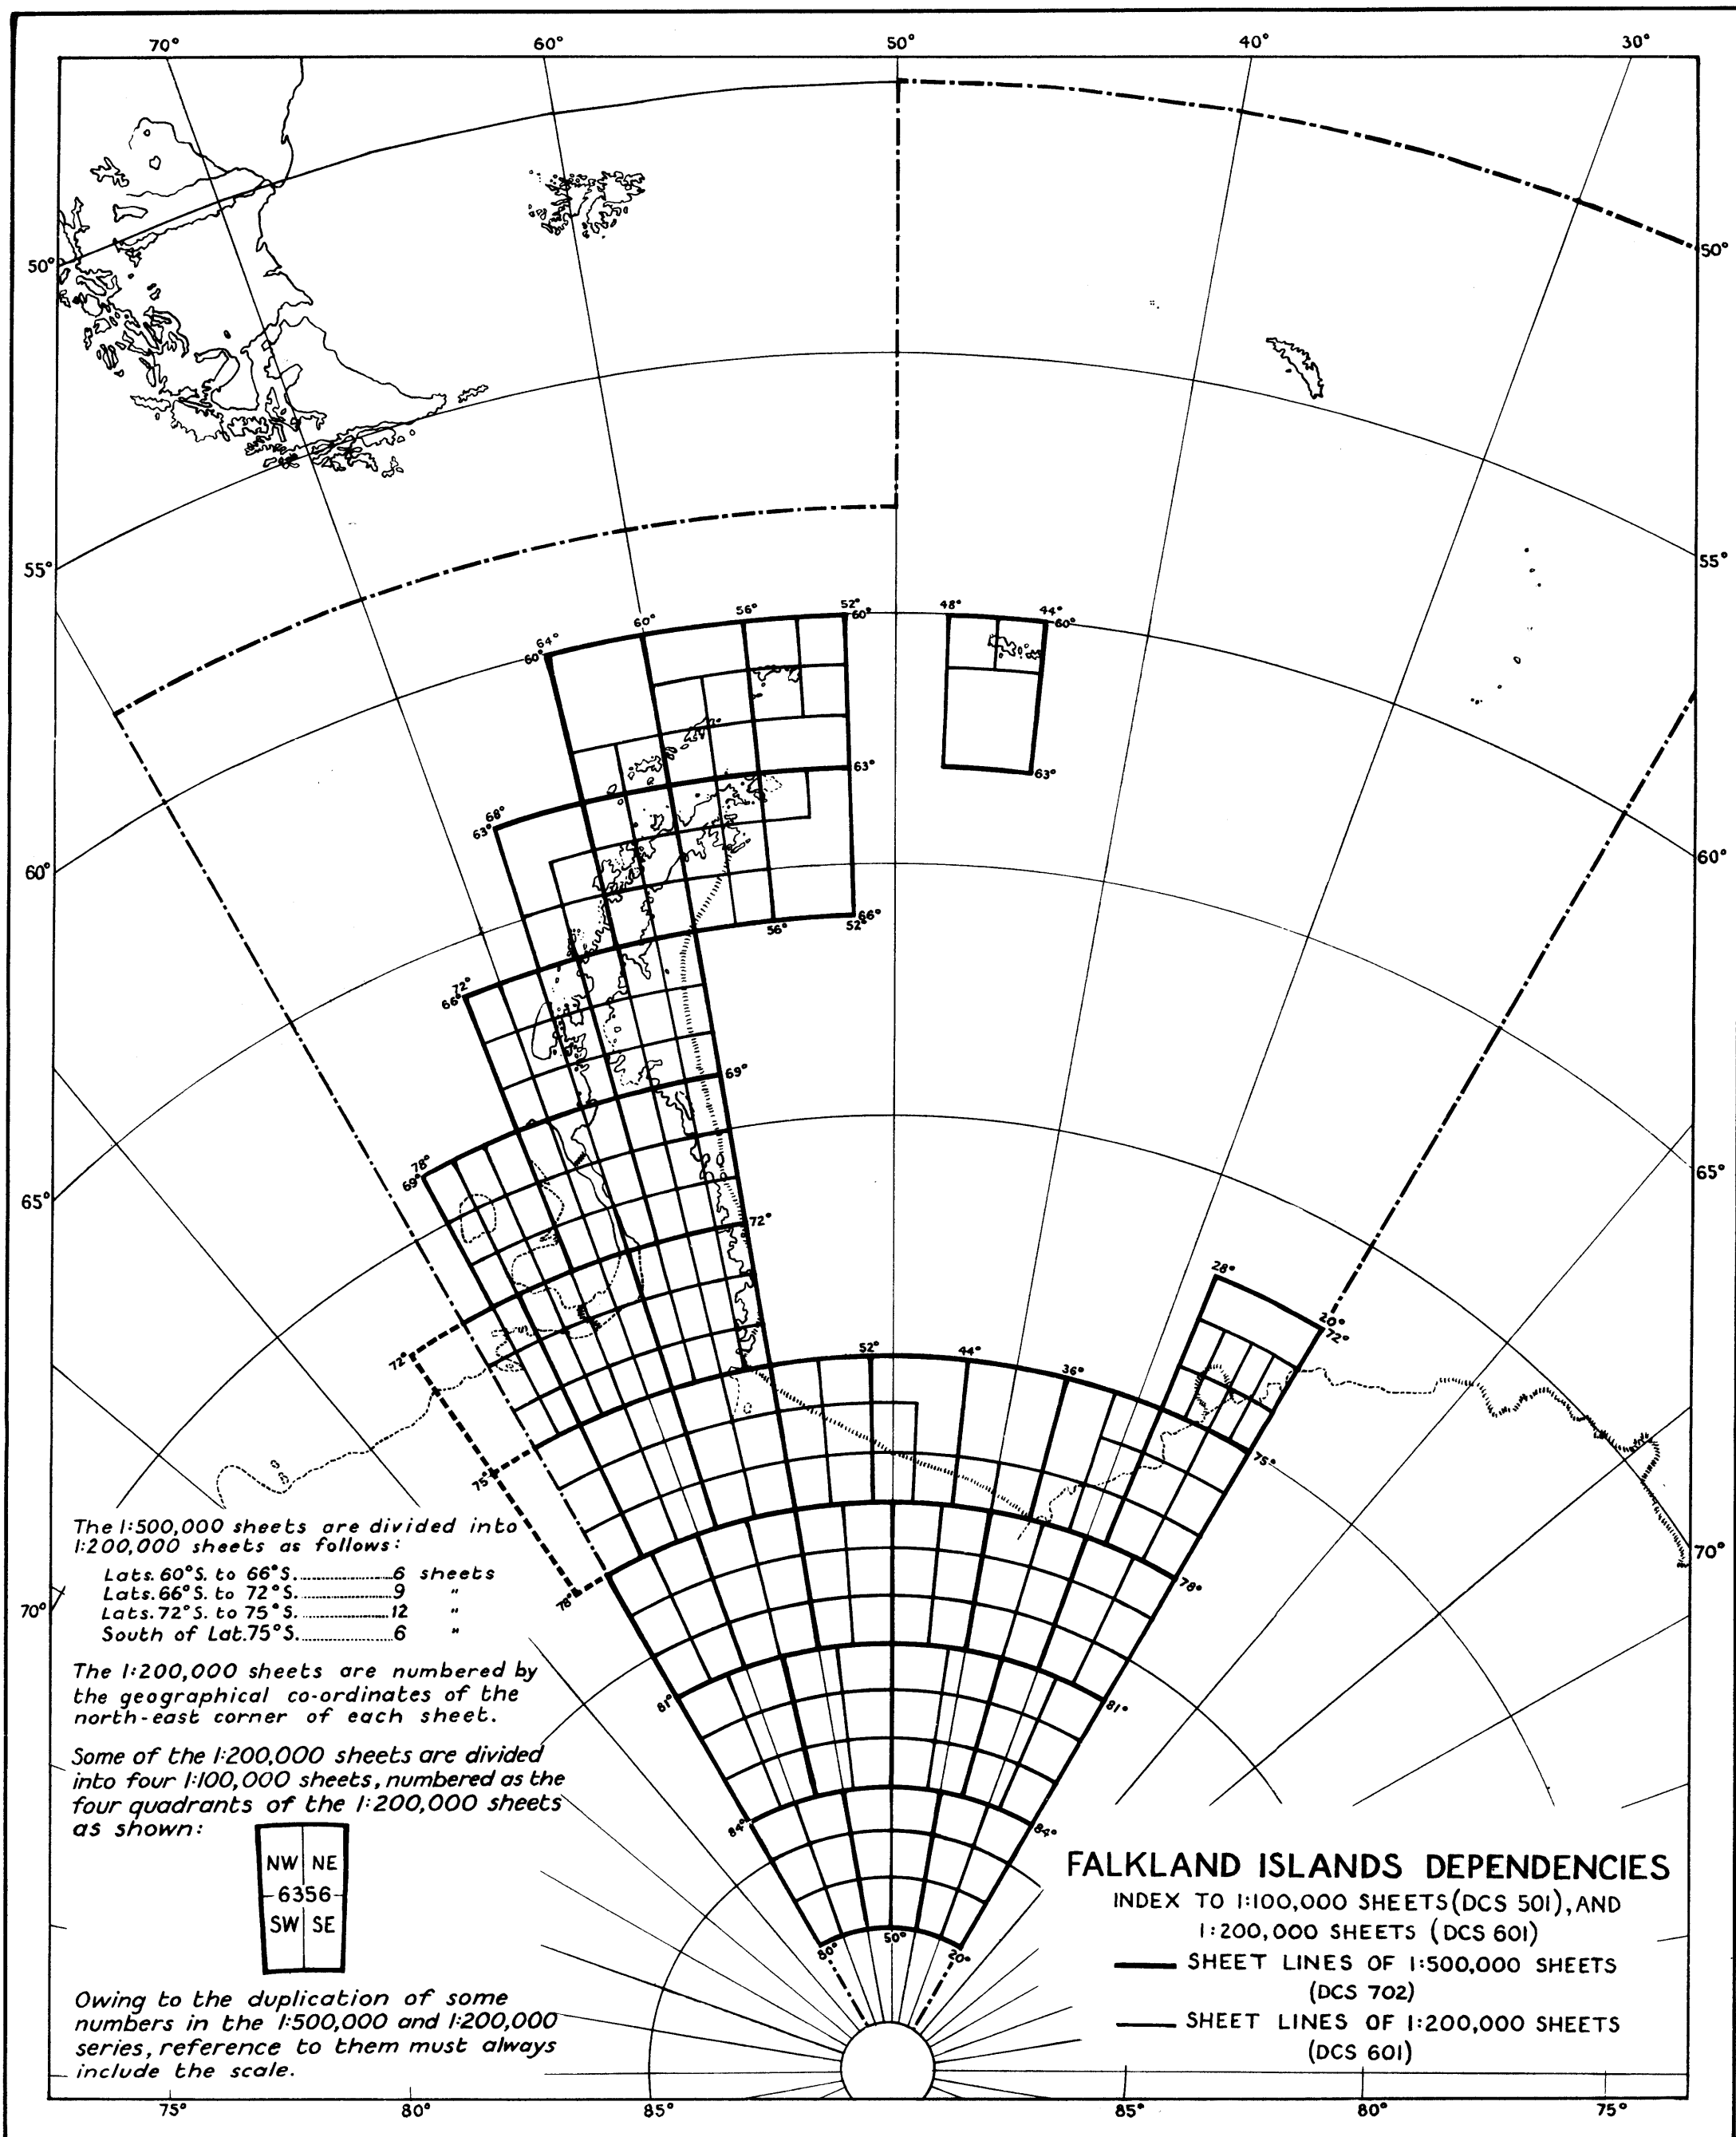 70° 60° 50° 40° 30°
50° 50°
55° 55°
60° 60°
65° 65°
70° 70°
64° 60° 56° 52° 48° 44°
60° 60° 60°
63° 63°
68°
63°
56° 52° 66°
72°
66°
69°
78°
69°
72°
28°
20°
72°
72°
52° 44° 36°
75° 75°
78° 78°
81° 81°
84° 84°
80° 50° 20°
The 1:500,000 sheets are divided into
1:200,000 sheets as follows:
Lats. 60°S. to 66°S. ............ 6 sheets
Lats. 66°S. to 72°S. ............ 9 "
Lats. 72°S. to 75°S. ............ 12 "
South of Lat. 75°S. ............ 6 "
The 1:200,000 sheets are numbered by
the geographical co-ordinates of the
north-east corner of each sheet.
Some of the 1:200,000 sheets are divided
into four 1:100,000 sheets, numbered as the
four quadrants of the 1:200,000 sheets
as shown:
NW NE
6356
SW SE
Owing to the duplication of some
numbers in the 1:500,000 and 1:200,000
series, reference to them must always
include the scale.
FALKLAND ISLANDS DEPENDENCIES
INDEX TO 1:100,000 SHEETS (DCS 501), AND
1:200,000 SHEETS (DCS 601)
SHEET LINES OF 1:500,000 SHEETS
(DCS 702)
SHEET LINES OF 1:200,000 SHEETS
(DCS 601)
75° 80° 85° 85° 80° 75°